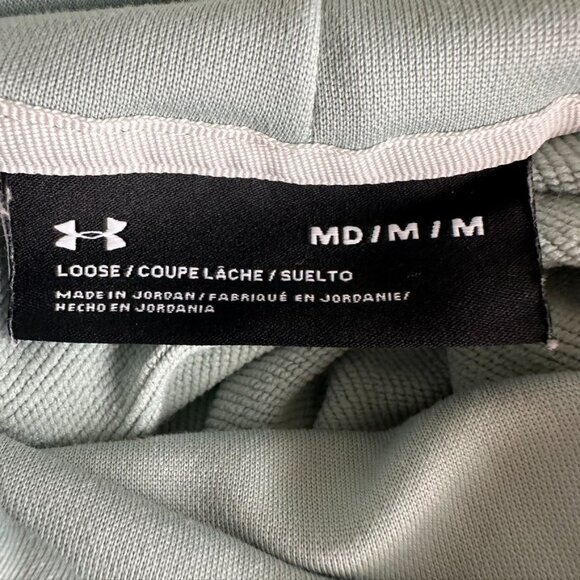 MD / M / M
LOOSE / COUPE LÂCHE / SUELTO
MADE IN JORDAN / FABRIQUÉ EN JORDANIE /
HECHO EN JORDANIA